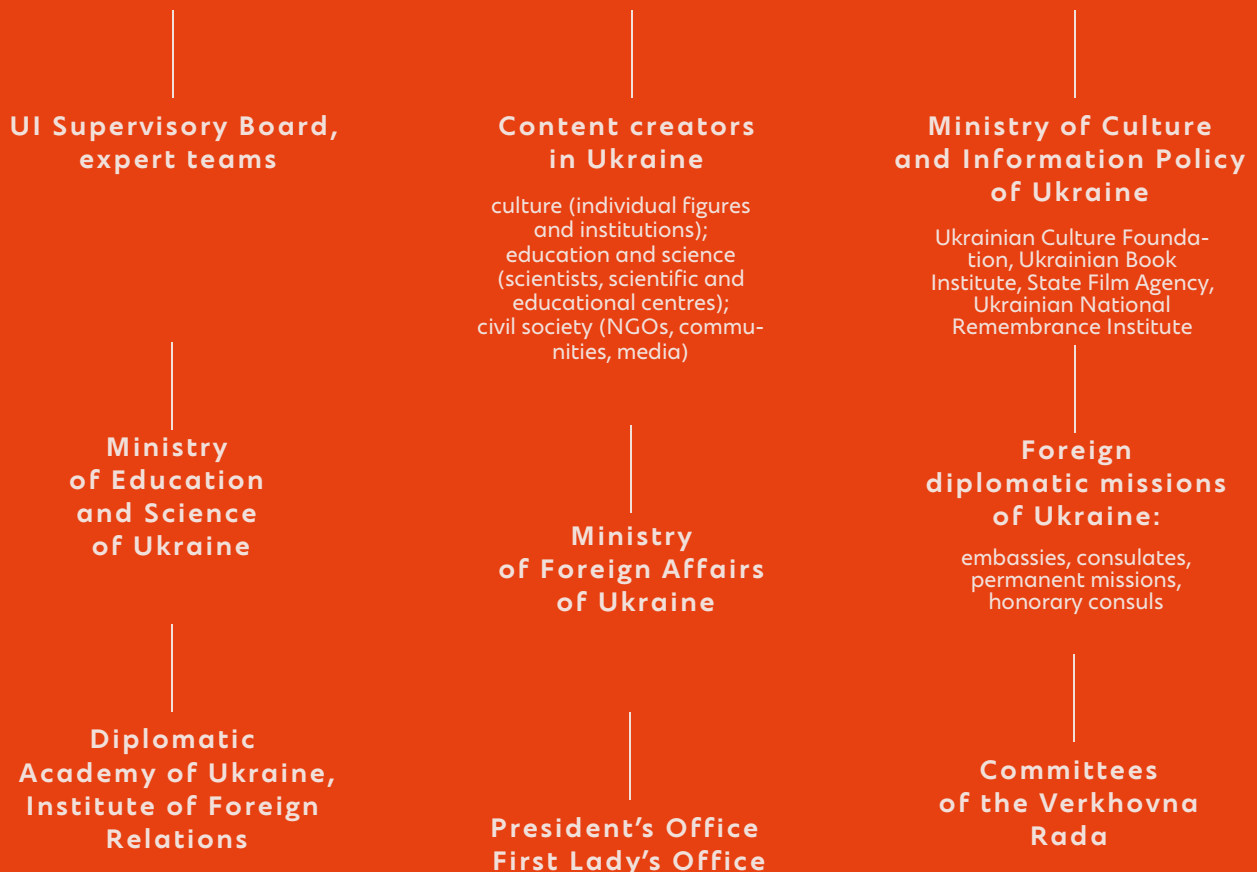 UI Supervisory Board,
expert teams
Ministry
of Education
and Science
of Ukraine
Diplomatic
Academy of Ukraine,
Institute of Foreign
Relations
Content creators
in Ukraine
culture (individual figures
and institutions);
education and science
(scientists, scientific and
educational centres);
civil society (NGOs, commu-
nities, media)
Ministry
of Foreign Affairs
of Ukraine
President’s Office
First Lady’s Office
Ministry of Culture
and Information Policy
of Ukraine
Ukrainian Culture Founda-
tion, Ukrainian Book
Institute, State Film Agency,
Ukrainian National
Remembrance Institute
Foreign
diplomatic missions
of Ukraine:
embassies, consulates,
permanent missions,
honorary consuls
Committees
of the Verkhovna
Rada